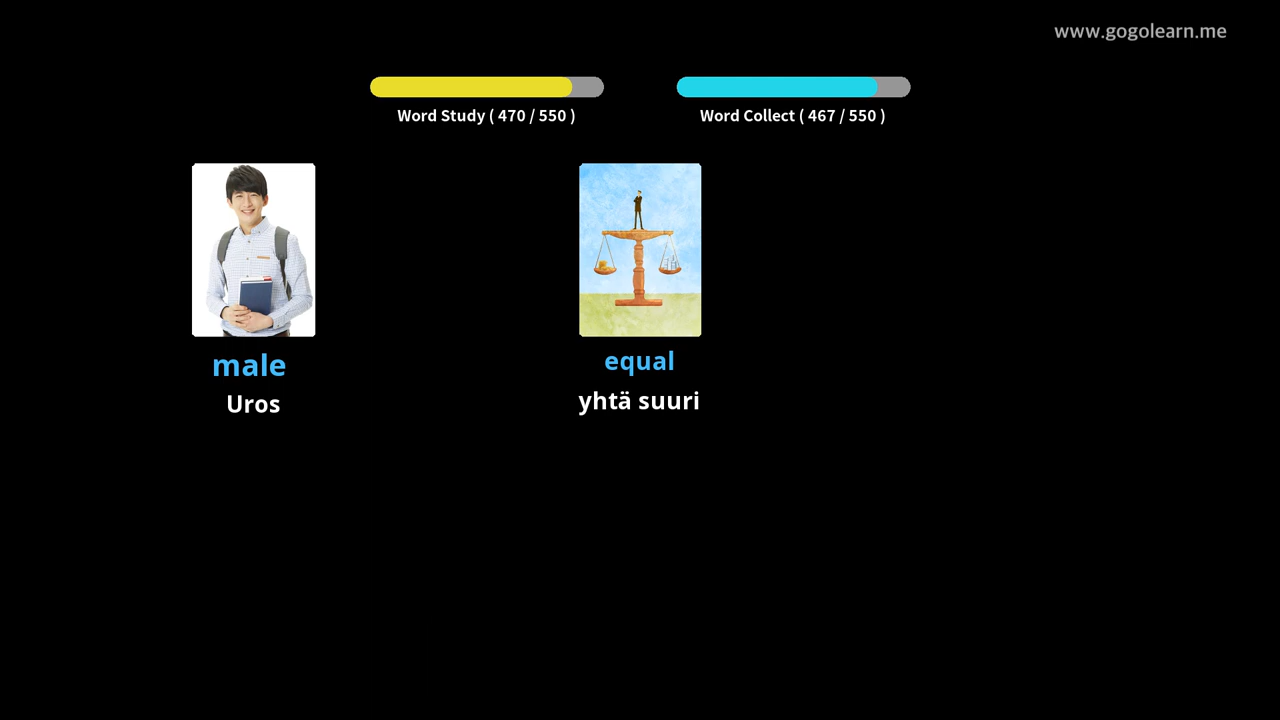 www.gogolearn.me
Word Study ( 470 / 550 )
Word Collect ( 467 / 550 )
male
Uros
equal
yhtä suuri